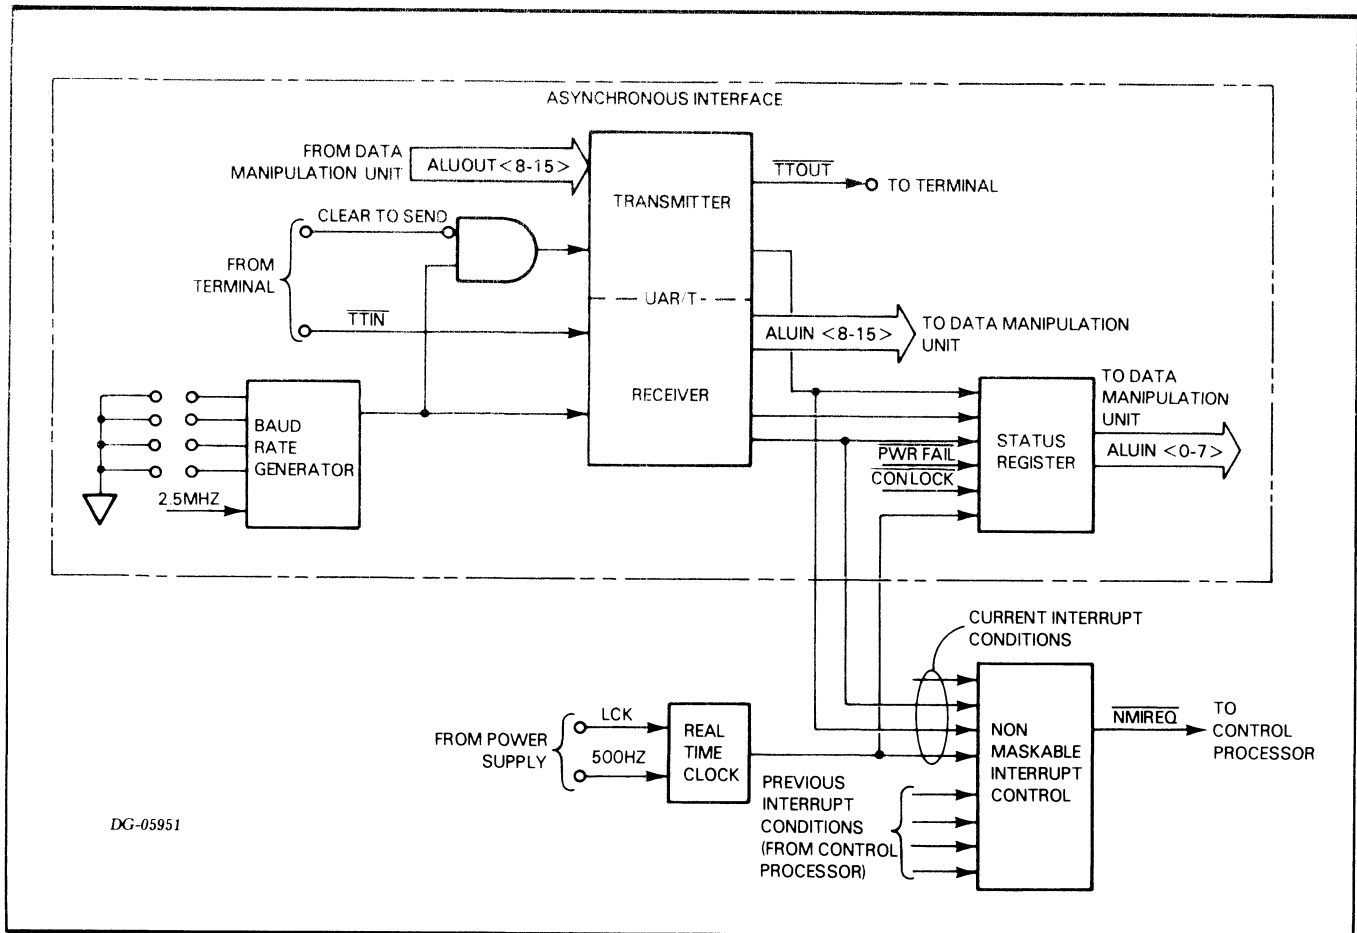 ASYNCHRONOUS INTERFACE
FROM DATA
MANIPULATION UNIT
ALUOUT <8-15>
TTOUT
TO TERMINAL
TRANSMITTER
CLEAR TO SEND
FROM
TERMINAL
UAR/T
TTIN
ALUIN <8-15>
TO DATA MANIPULATION
UNIT
RECEIVER
BAUD
RATE
GENERATOR
2.5MHZ
TO DATA
MANIPULATION
UNIT
STATUS
REGISTER
ALUIN <0-7>
PWR FAIL
CONLOCK
CURRENT INTERRUPT
CONDITIONS
LCK
FROM POWER
SUPPLY
500HZ
REAL
TIME
CLOCK
NON
MASKABLE
INTERRUPT
CONTROL
NMIREQ
TO
CONTROL
PROCESSOR
PREVIOUS
INTERRUPT
CONDITIONS
(FROM CONTROL
PROCESSOR)
DG-05951